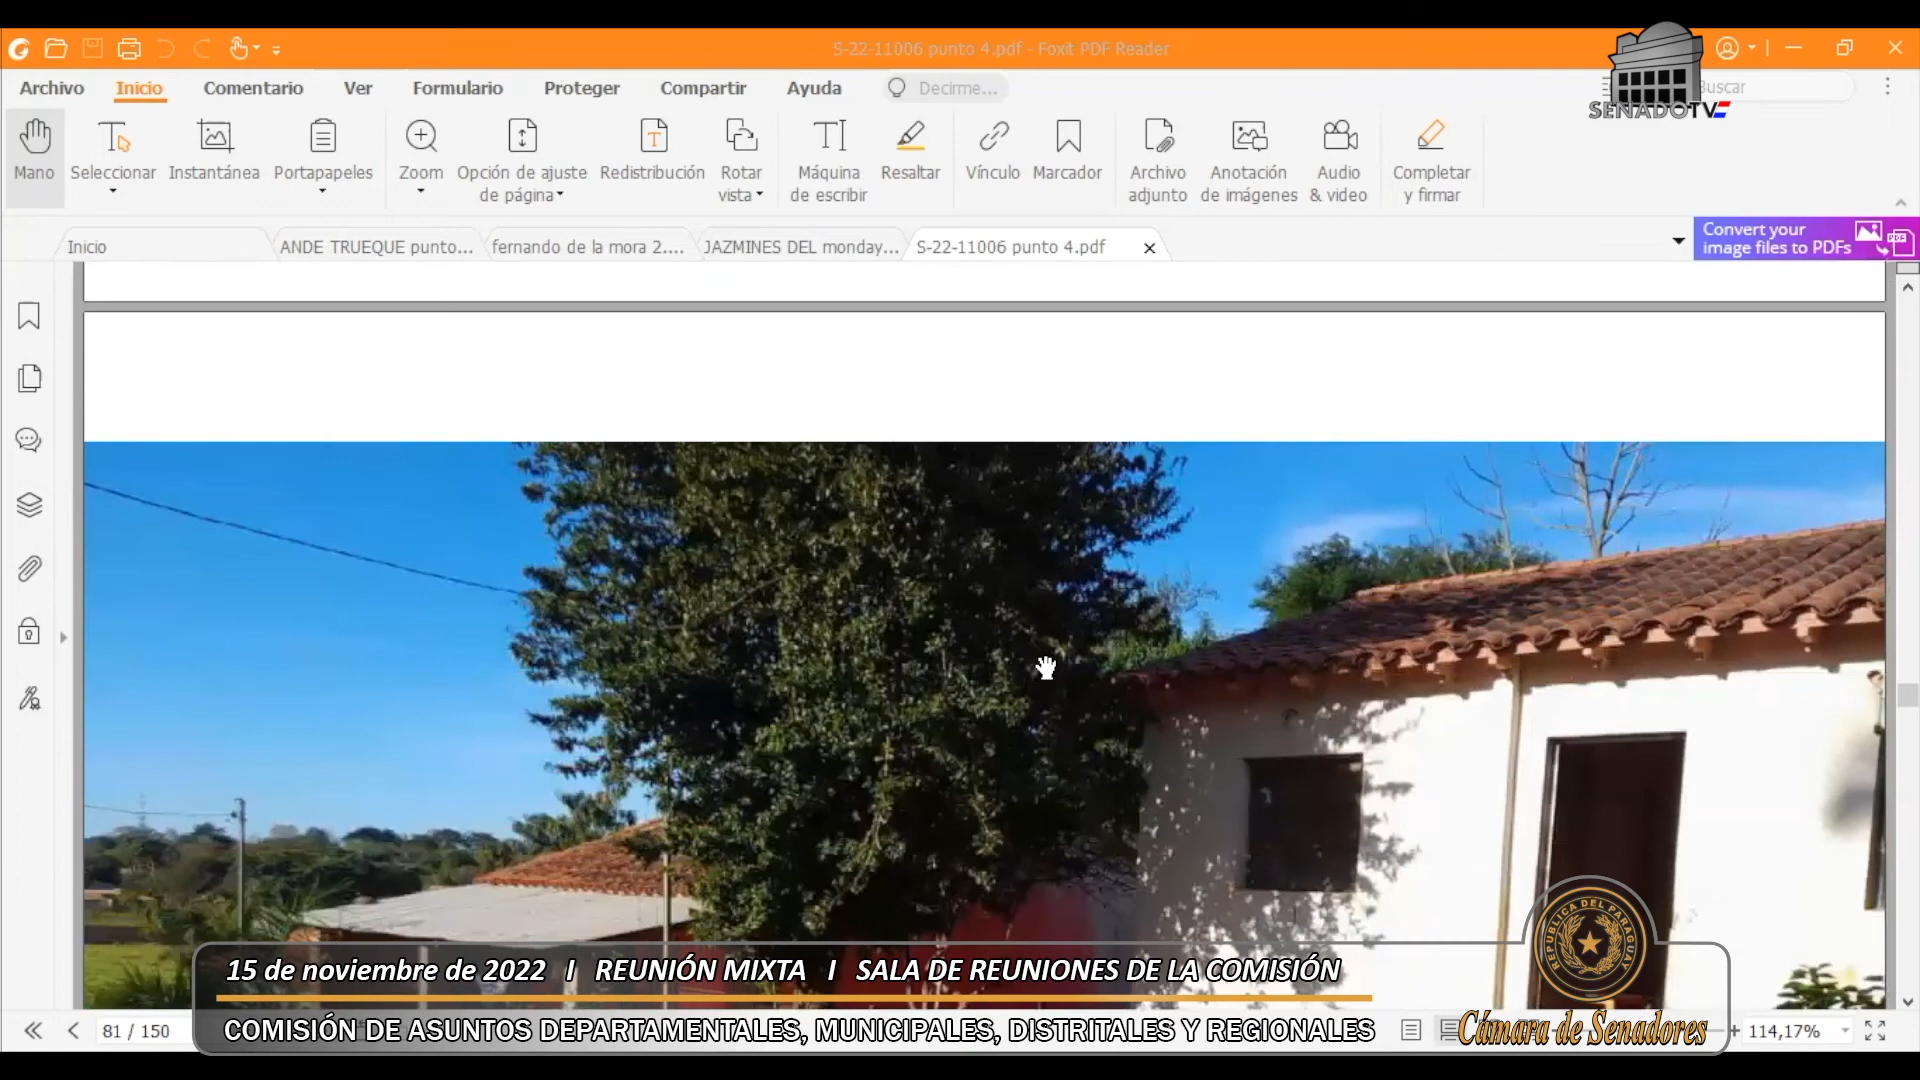 S-22-11006 punto 4.pdf - Foxit PDF Reader
SENADOTV
Archivo Inicio Comentario Ver Formulario Proteger Compartir Ayuda Decirme... Buscar
Mano Seleccionar Instantánea Portapapeles Zoom Opción de ajuste de página Redistribución Rotar vista Máquina de escribir Resaltar Vínculo Marcador Archivo adjunto Anotación de imágenes Audio & video Completar y firmar
Inicio ANDE TRUEQUE punto... fernando de la mora 2.... JAZMINES DEL monday... S-22-11006 punto 4.pdf
Convert your
image files to PDFs
REPUBLICA DEL PARAGUAY
15 de noviembre de 2022 I REUNIÓN MIXTA I SALA DE REUNIONES DE LA COMISIÓN
81 / 150
COMISIÓN DE ASUNTOS DEPARTAMENTALES, MUNICIPALES, DISTRITALES Y REGIONALES
Cámara de Senadores
114,17%